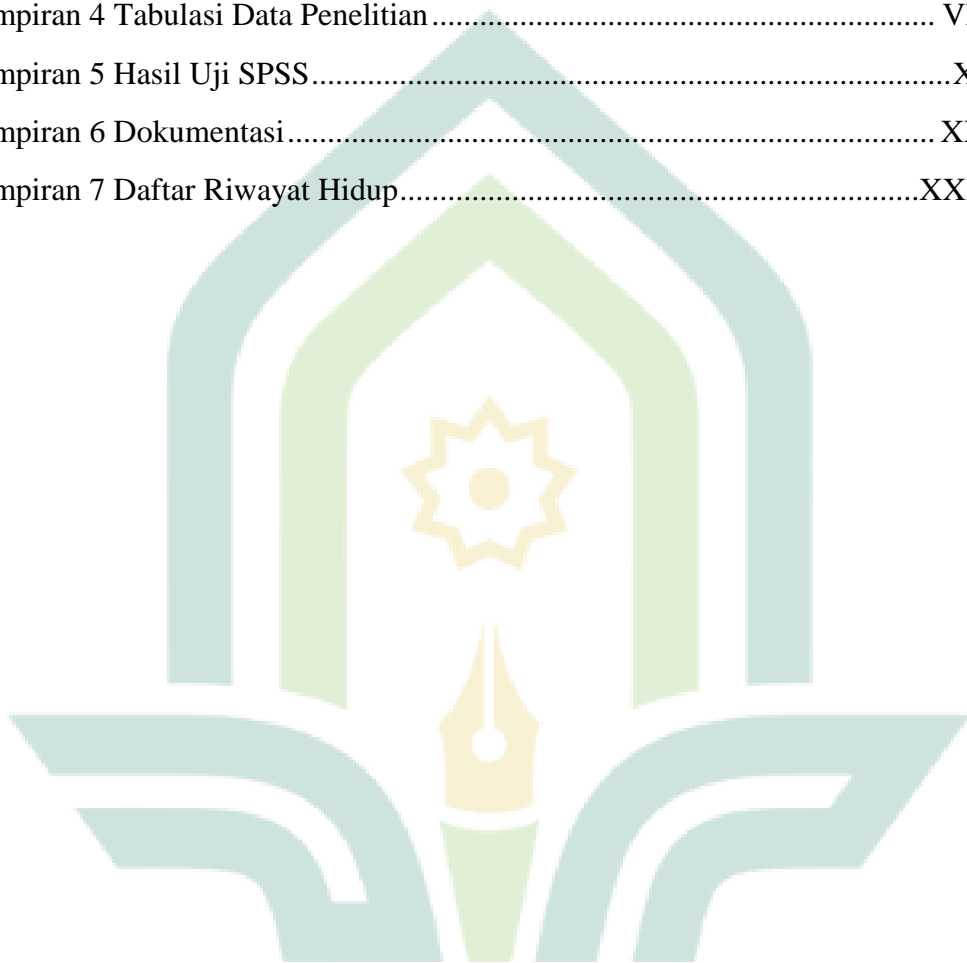 mpiran 4 Tabulasi Data Penelitian ................................................................ V
mpiran 5 Hasil Uji SPSS ................................................................................ X
mpiran 6 Dokumentasi ................................................................................. X
mpiran 7 Daftar Riwayat Hidup ................................................................. XX